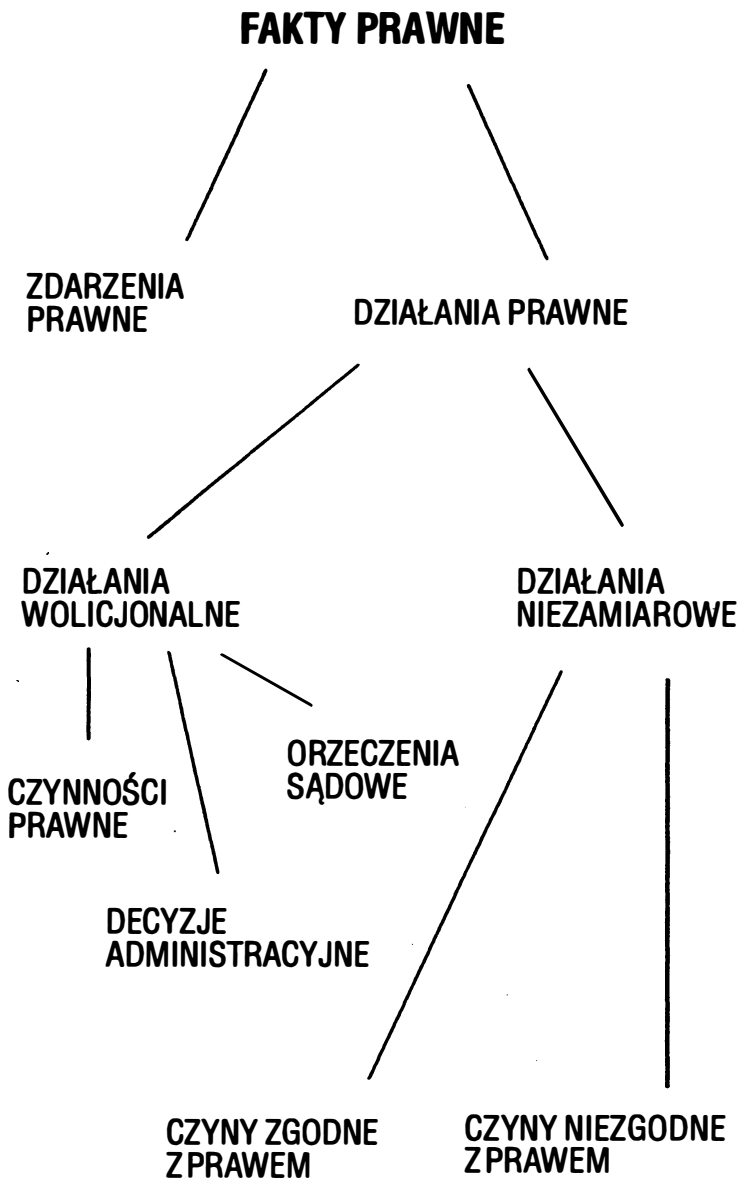 FAKTY PRAWNE
ZDARZENIA
PRAWNE
DZIAŁANIA PRAWNE
DZIAŁANIA
WOLICJONALNE
DZIAŁANIA
NIEZAMIAROWE
ORZECZENIA
SĄDOWE
CZYNNOŚCI
PRAWNE
DECYZJE
ADMINISTRACYJNE
CZYNY ZGODNE
Z PRAWEM
CZYNY NIEZGODNE
Z PRAWEM